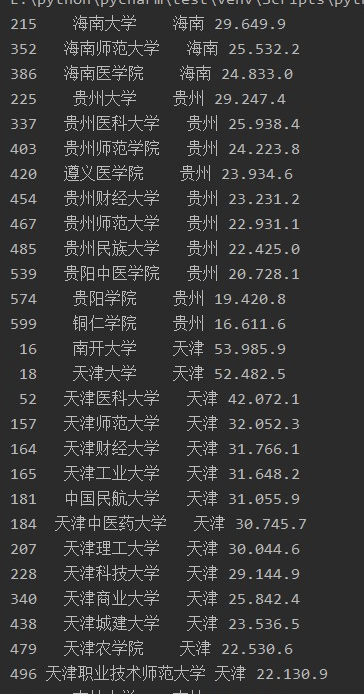 E:\python\pycharm\test\venv\Scripts\pyth
215 海南大学 海南 29.649.9
352 海南师范大学 海南 25.532.2
386 海南医学院 海南 24.833.0
225 贵州大学 贵州 29.247.4
337 贵州医科大学 贵州 25.938.4
403 贵州师范学院 贵州 24.223.8
420 遵义医学院 贵州 23.934.6
454 贵州财经大学 贵州 23.231.2
467 贵州师范大学 贵州 22.931.1
485 贵州民族大学 贵州 22.425.0
539 贵阳中医学院 贵州 20.728.1
574 贵阳学院 贵州 19.420.8
599 铜仁学院 贵州 16.611.6
16 南开大学 天津 53.985.9
18 天津大学 天津 52.482.5
52 天津医科大学 天津 42.072.1
157 天津师范大学 天津 32.052.3
164 天津财经大学 天津 31.766.1
165 天津工业大学 天津 31.648.2
181 中国民航大学 天津 31.055.9
184 天津中医药大学 天津 30.745.7
207 天津理工大学 天津 30.044.6
228 天津科技大学 天津 29.144.9
340 天津商业大学 天津 25.842.4
438 天津城建大学 天津 23.536.5
479 天津农学院 天津 22.530.6
496 天津职业技术师范大学 天津 22.130.9